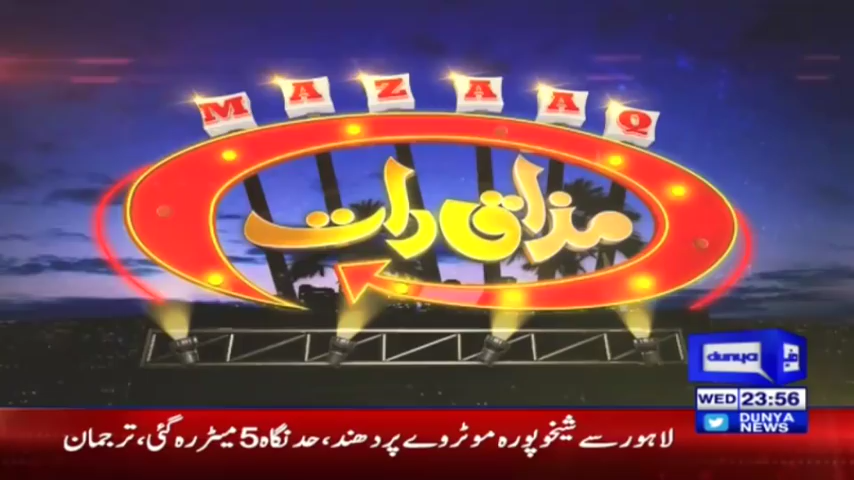 MAZAAQ
مذاق رات
dunya
WED 23:56
DUNYA NEWS
لاہور سے شیخوپورہ موٹروے پر دھند، حد نگاہ 5 میٹر رہ گئی، ترجمان